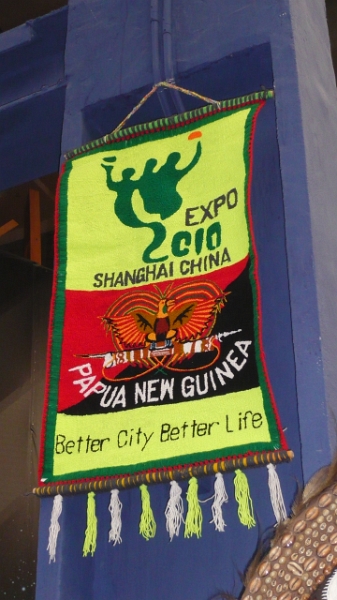 EXPO
2010
SHANGHAI CHINA
PAPUA NEW GUINEA
Better City Better Life